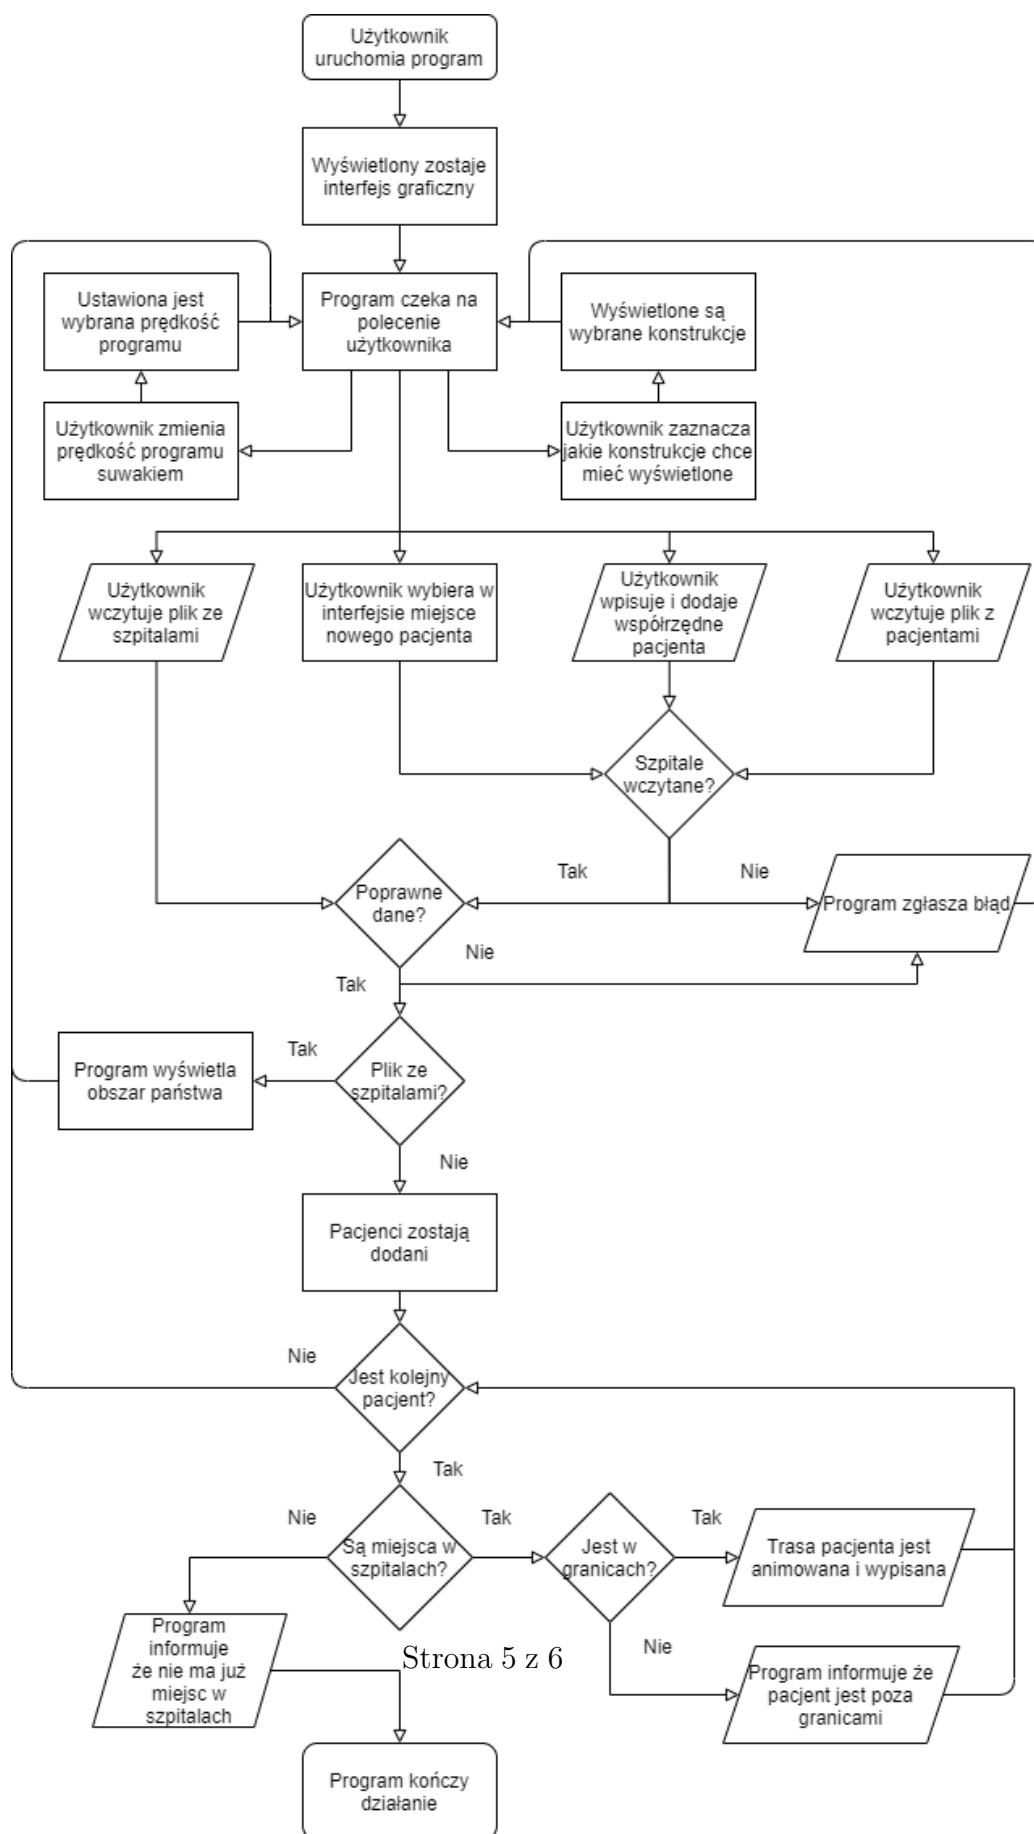 Użytkownik
uruchomia program
Wyświetlony zostaje
interfejs graficzny
Ustawiona jest
wybrana prędkość
programu
Program czeka na
polecenie
użytkownika
Wyświetlone są
wybrane konstrukcje
Użytkownik zmienia
prędkość programu
suwakiem
Użytkownik zaznacza
jakie konstrukcje chce
mieć wyświetlone
Użytkownik
wczytuje plik ze
szpitalami
Użytkownik wybiera w
interfejsie miejsce
nowego pacjenta
Użytkownik
wpisuje i dodaje
współrzędne
pacjenta
Użytkownik
wczytuje plik z
pacjentami
Szpitale
wczytane?
Tak
Nie
Poprawne
dane?
Program zgłasza błąd
Nie
Tak
Tak
Plik ze
szpitalami?
Program wyświetla
obszar państwa
Nie
Pacjenci zostają
dodani
Nie
Jest kolejny
pacjent?
Tak
Nie
Są miejsca w
szpitalach?
Tak
Jest w
granicach?
Tak
Trasa pacjenta jest
animowana i wypisana
Nie
Program
informuje
że nie ma już
miejsc w
szpitalach
Strona 5 z 6
Program informuje że
pacjent jest poza
granicami
Program kończy
działanie